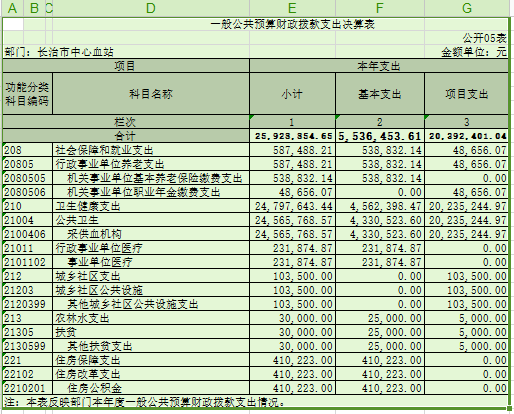 A B C D E F G
一般公共预算财政拨款支出决算表
公开05表
部门：长治市中心血站 金额单位：元
项目 本年支出
功能分类科目编码 科目名称 小计 基本支出 项目支出
栏次 1 2 3
合计 25,928,854.65 5,536,453.61 20,392,401.04
208 社会保障和就业支出 587,488.21 538,832.14 48,656.07
20805 行政事业单位养老支出 587,488.21 538,832.14 48,656.07
2080505 机关事业单位基本养老保险缴费支出 538,832.14 538,832.14 0.00
2080506 机关事业单位职业年金缴费支出 48,656.07 0.00 48,656.07
210 卫生健康支出 24,797,643.44 4,562,398.47 20,235,244.97
21004 公共卫生 24,565,768.57 4,330,523.60 20,235,244.97
2100406 采供血机构 24,565,768.57 4,330,523.60 20,235,244.97
21011 行政事业单位医疗 231,874.87 231,874.87 0.00
2101102 事业单位医疗 231,874.87 231,874.87 0.00
212 城乡社区支出 103,500.00 0.00 103,500.00
21203 城乡社区公共设施 103,500.00 0.00 103,500.00
2120399 其他城乡社区公共设施支出 103,500.00 0.00 103,500.00
213 农林水支出 30,000.00 25,000.00 5,000.00
21305 扶贫 30,000.00 25,000.00 5,000.00
2130599 其他扶贫支出 30,000.00 25,000.00 5,000.00
221 住房保障支出 410,223.00 410,223.00 0.00
22102 住房改革支出 410,223.00 410,223.00 0.00
2210201 住房公积金 410,223.00 410,223.00 0.00
注：本表反映部门本年度一般公共预算财政拨款支出情况。